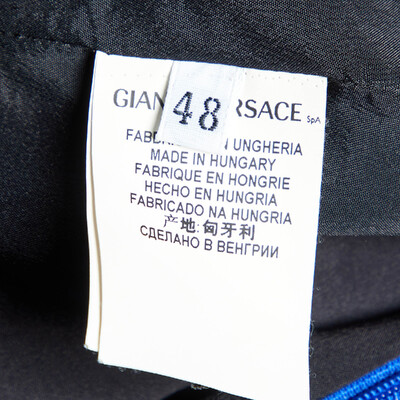 GIAN RSACE SpA
48
FABB N UNGHERIA
MADE IN HUNGARY
FABRIQUE EN HONGRIE
HECHO EN HUNGRIA
FABRICADO NA HUNGRIA
产地:匈牙利
СДЕЛАНО В ВЕНГРИИ